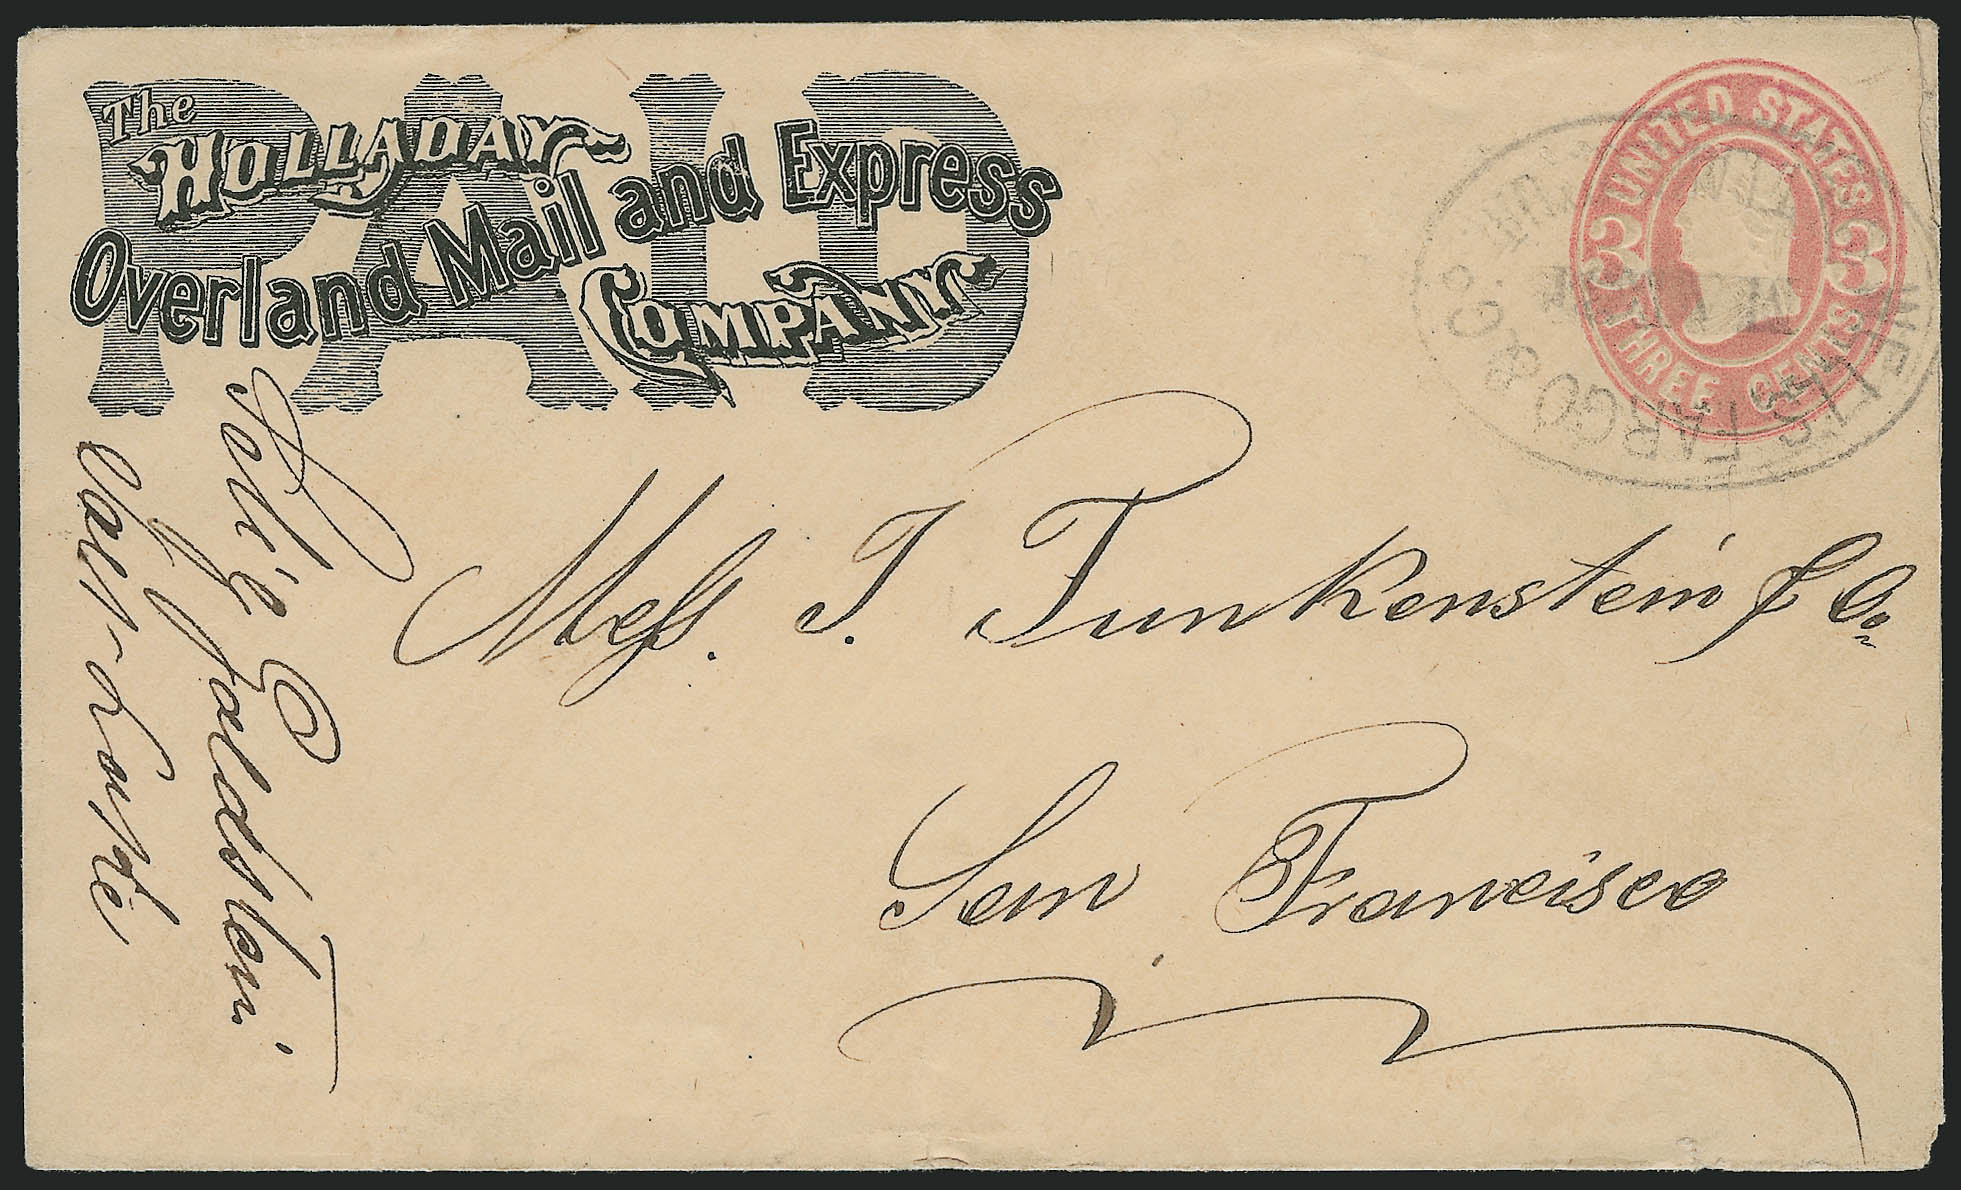 PAID
The
HOLLADAY
Overland Mail and Express
COMPANY
UNITED STATES
3 3
THREE CENTS
WELLS FARGO & Co.
Mess. I. Funkenstein & Co.
San Francisco
Goldstein